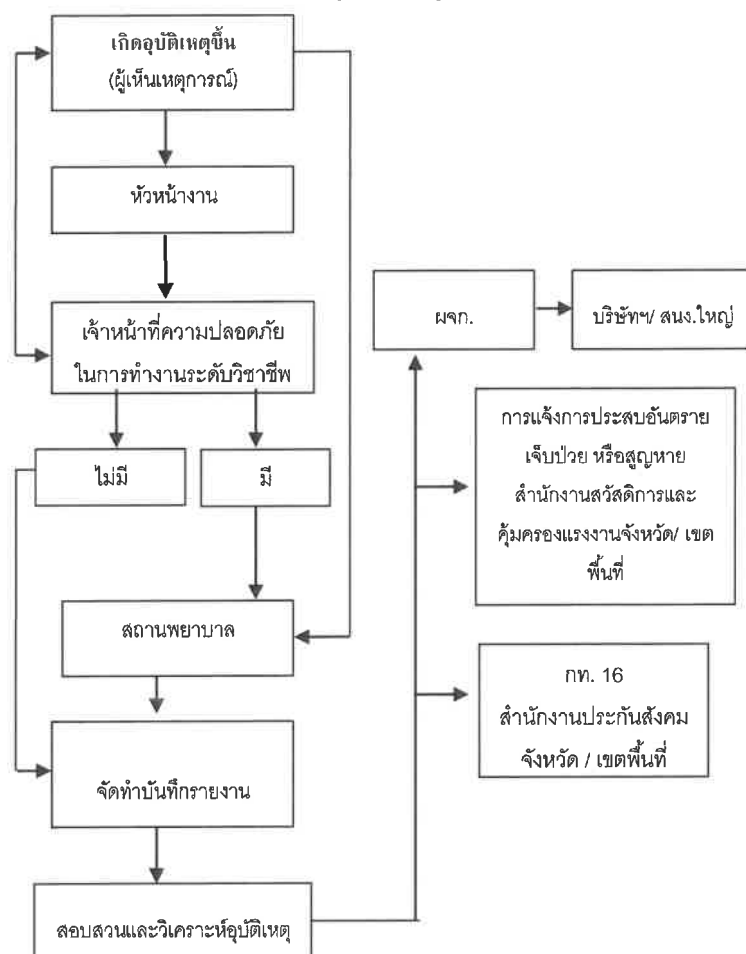 เกิดอุบัติเหตุขึ้น
(ผู้เห็นเหตุการณ์)
หัวหน้างาน
เจ้าหน้าที่ความปลอดภัย
ในการทำงานระดับวิชาชีพ
ไม่มี
มี
สถานพยาบาล
จัดทำบันทึกรายงาน
สอบสวนและวิเคราะห์อุบัติเหตุ
ผจก.
บริษัทฯ/ สนง.ใหญ่
การแจ้งการประสบอันตราย
เจ็บป่วย หรือสูญหาย
สำนักงานสวัสดิการและ
คุ้มครองแรงงานจังหวัด/ เขต
พื้นที่
กท. 16
สำนักงานประกันสังคม
จังหวัด / เขตพื้นที่